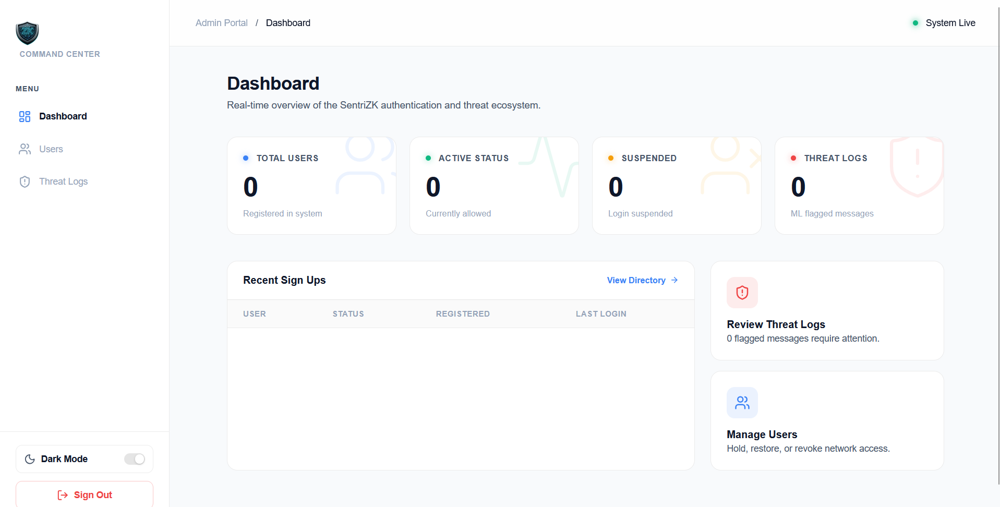 ZK
COMMAND CENTER
MENU
Dashboard
Users
Threat Logs
Dark Mode
Sign Out
Admin Portal / Dashboard
System Live
Dashboard
Real-time overview of the SentriZK authentication and threat ecosystem.
TOTAL USERS
0
Registered in system
ACTIVE STATUS
0
Currently allowed
SUSPENDED
0
Login suspended
THREAT LOGS
0
ML flagged messages
Recent Sign Ups
View Directory →
USER STATUS REGISTERED LAST LOGIN
Review Threat Logs
0 flagged messages require attention.
Manage Users
Hold, restore, or revoke network access.